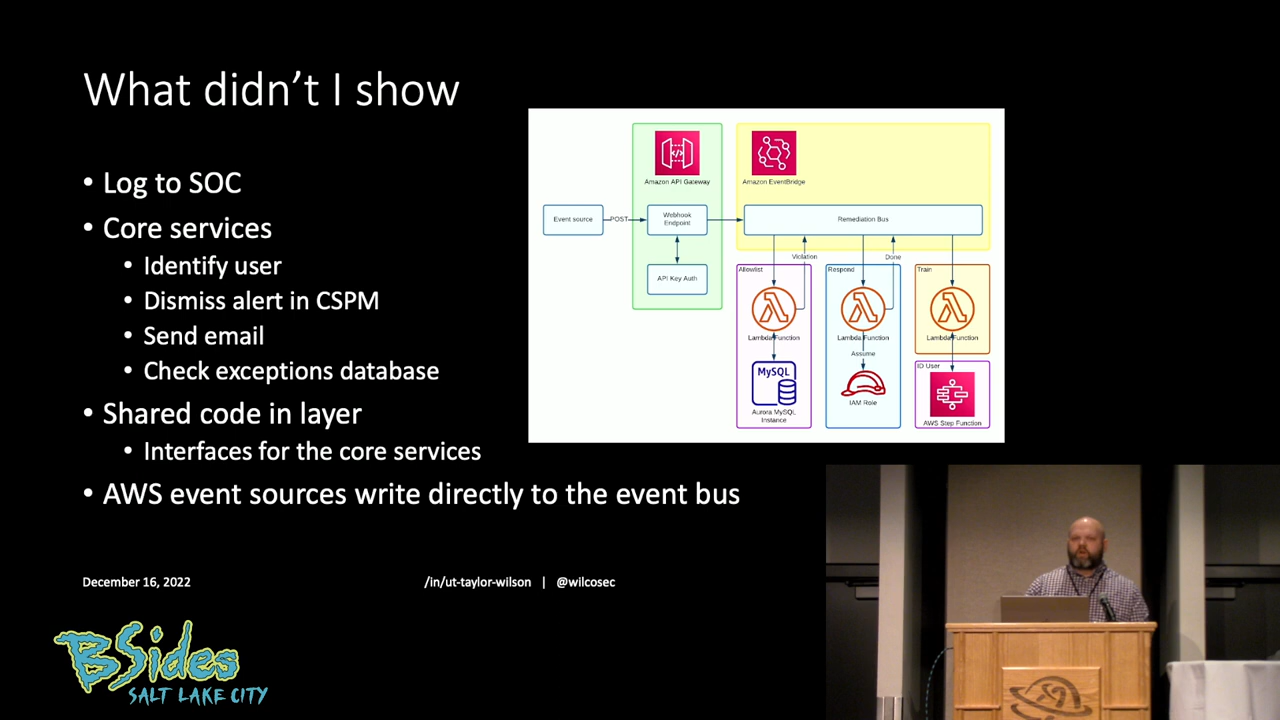 What didn't I show
• Log to SOC
• Core services
• Identify user
• Dismiss alert in CSPM
• Send email
• Check exceptions database
• Shared code in layer
• Interfaces for the core services
• AWS event sources write directly to the event bus
Amazon API Gateway
Amazon EventBridge
Event source
POST
Webhook
Endpoint
Remediation Bus
API Key Auth
Violation
Done
Allowlist
Respond
Train
Lambda Function
Lambda Function
Lambda Function
Assume
MySQL
ID User
Aurora MySQL
Instance
IAM Role
AWS Step Function
December 16, 2022
/in/ut-taylor-wilson | @wilcosec
BSides
SALT LAKE CITY